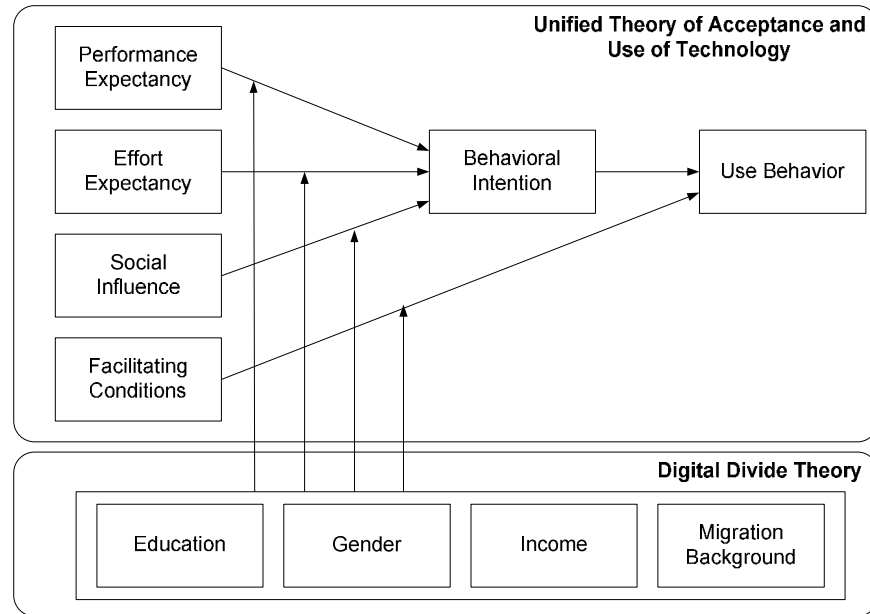 Unified Theory of Acceptance and
Use of Technology
Performance
Expectancy
Effort
Expectancy
Behavioral
Intention
Use Behavior
Social
Influence
Facilitating
Conditions
Digital Divide Theory
Education
Gender
Income
Migration
Background